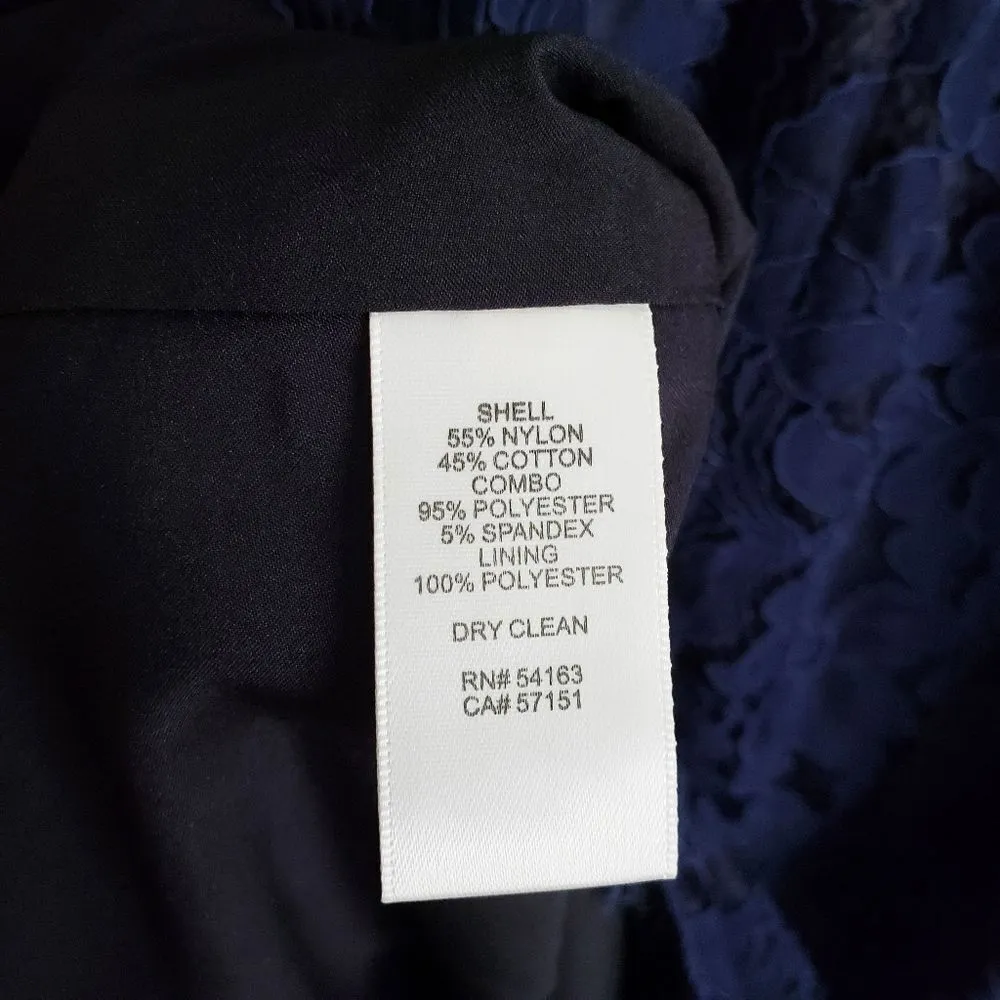 SHELL
55% NYLON
45% COTTON
COMBO
95% POLYESTER
5% SPANDEX
LINING
100% POLYESTER
DRY CLEAN
RN# 54163
CA# 57151